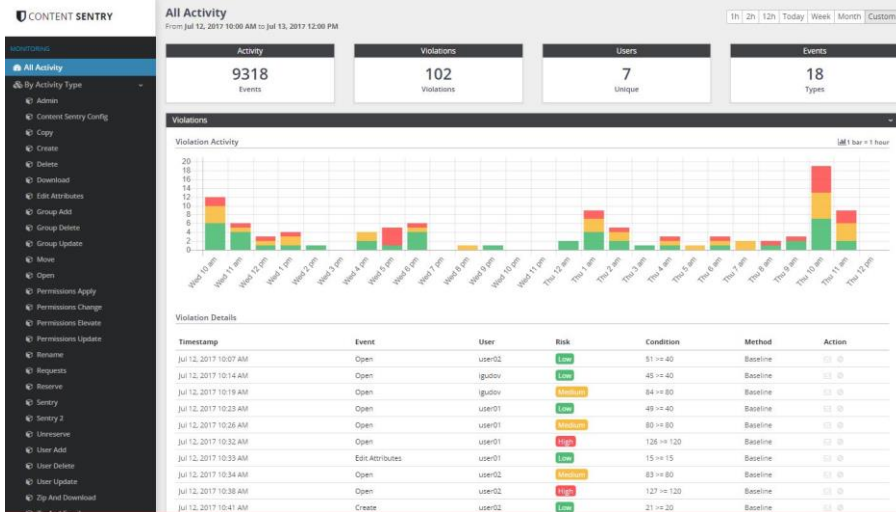 CONTENT SENTRY
MONITORING
All Activity
By Activity Type
Admin
Content Sentry Config
Copy
Create
Delete
Download
Edit Attributes
Group Add
Group Delete
Group Update
Move
Open
Permissions Apply
Permissions Change
Permissions Elevate
Permissions Update
Rename
Requests
Reserve
Sentry
Sentry 2
Unreserve
User Add
User Delete
User Update
Zip And Download
All Activity
From Jul 12, 2017 10:00 AM to Jul 13, 2017 12:00 PM
1h 2h 12h Today Week Month Custom
Activity
9318
Events
Violations
102
Violations
Users
7
Unique
Events
18
Types
Violations
Violation Activity
1 bar = 1 hour
20
18
16
14
12
10
8
6
4
2
0
Wed 10 am Wed 11 am Wed 12 pm Wed 1 pm Wed 2 pm Wed 3 pm Wed 4 pm Wed 5 pm Wed 6 pm Wed 7 pm Wed 8 pm Wed 9 pm Wed 10 pm Wed 11 pm Thu 12 am Thu 1 am Thu 2 am Thu 3 am Thu 4 am Thu 5 am Thu 6 am Thu 7 am Thu 8 am Thu 9 am Thu 10 am Thu 11 am Thu 12 pm
Violation Details
Timestamp Event User Risk Condition Method Action
Jul 12, 2017 10:07 AM Open user02 Low 51 >= 40 Baseline
Jul 12, 2017 10:14 AM Open igudov Low 45 >= 40 Baseline
Jul 12, 2017 10:19 AM Open igudov Medium 84 >= 80 Baseline
Jul 12, 2017 10:23 AM Open user01 Low 49 >= 40 Baseline
Jul 12, 2017 10:26 AM Open user01 Medium 80 >= 80 Baseline
Jul 12, 2017 10:32 AM Open user01 High 126 >= 120 Baseline
Jul 12, 2017 10:33 AM Edit Attributes user01 Low 15 >= 15 Baseline
Jul 12, 2017 10:34 AM Open user02 Medium 83 >= 80 Baseline
Jul 12, 2017 10:38 AM Open user02 High 127 >= 120 Baseline
Jul 12, 2017 10:41 AM Create user02 Low 21 >= 20 Baseline